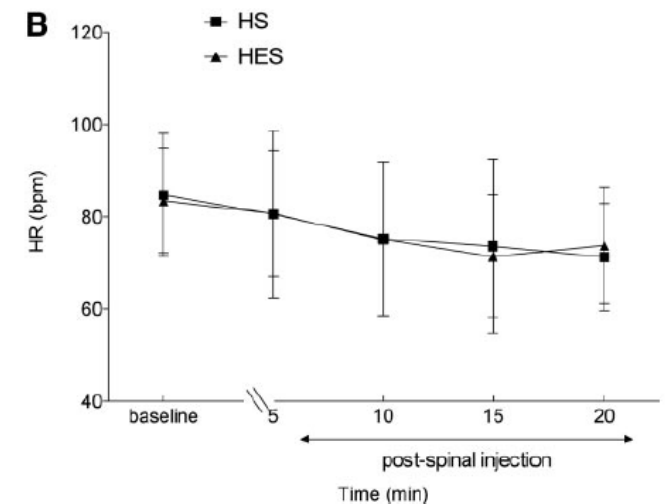 B
HS
HES
120
100
80
60
40
HR (bpm)
baseline 5 10 15 20
post-spinal injection
Time (min)